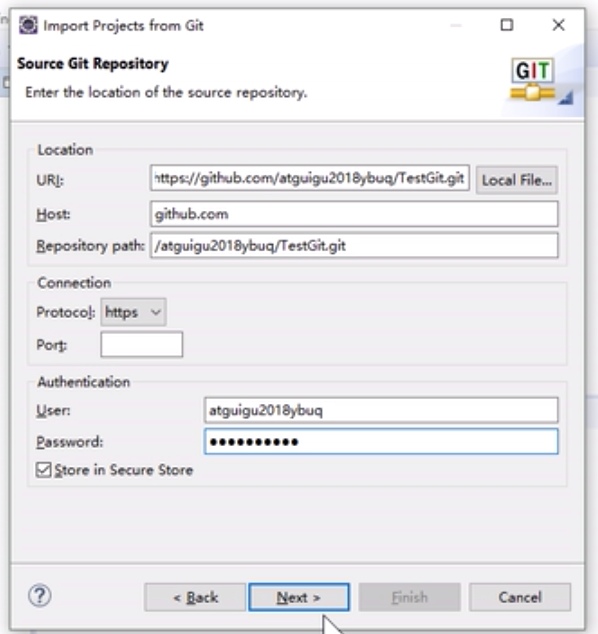 Import Projects from Git
Source Git Repository
Enter the location of the source repository.
GIT
Location
URI: https://github.com/atguigu2018ybuq/TestGit.git Local File...
Host: github.com
Repository path: /atguigu2018ybuq/TestGit.git
Connection
Protocol: https
Port:
Authentication
User: atguigu2018ybuq
Password: ●●●●●●●●●●
Store in Secure Store
< Back Next > Finish Cancel